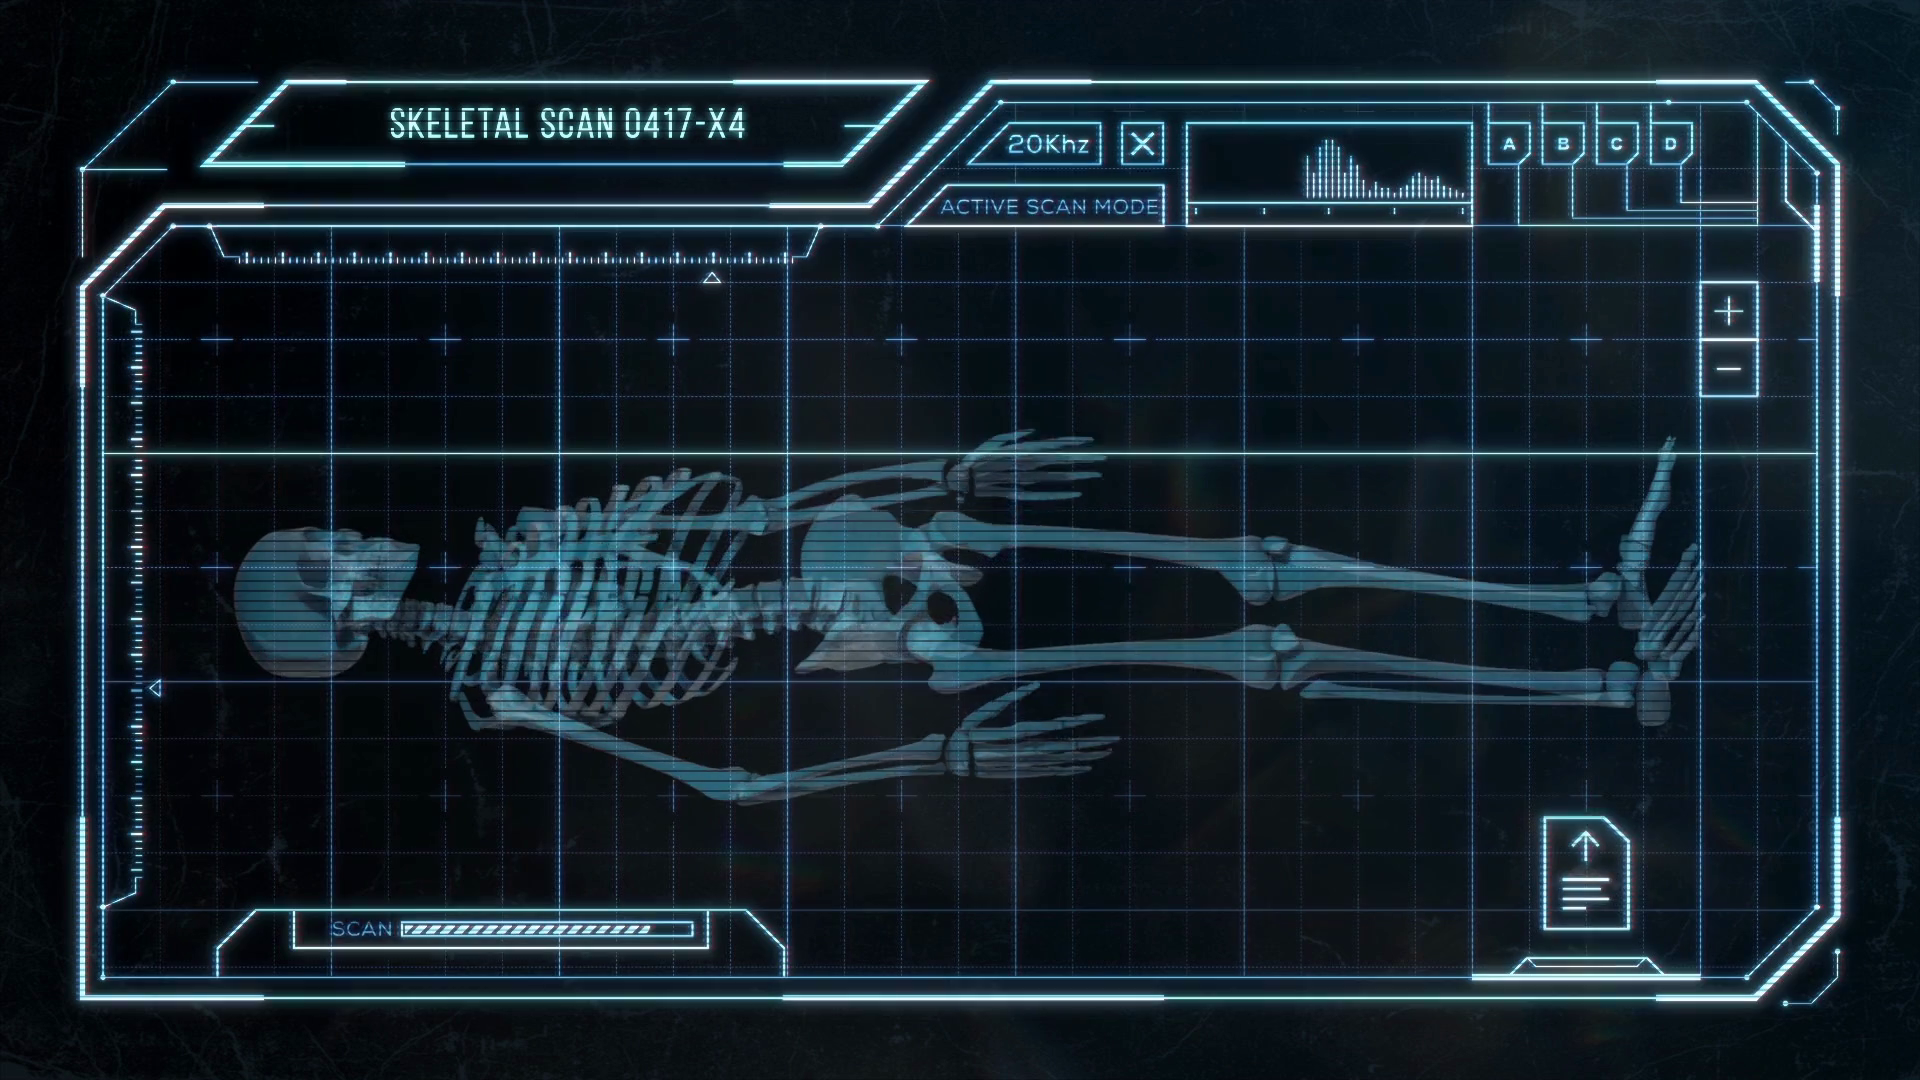 SKELETAL SCAN 0417-X4
20Khz X
A B C D
ACTIVE SCAN MODE
SCAN